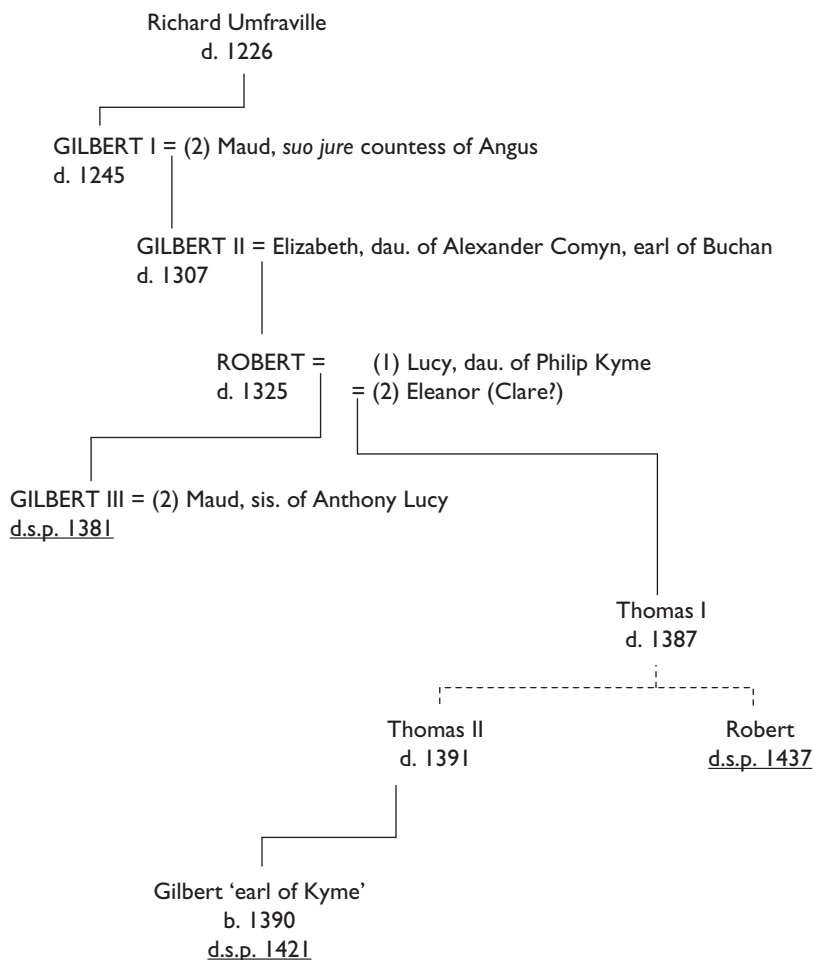 Richard Umfraville
d. 1226
GILBERT I = (2) Maud, suo jure countess of Angus
d. 1245
GILBERT II = Elizabeth, dau. of Alexander Comyn, earl of Buchan
d. 1307
ROBERT = (1) Lucy, dau. of Philip Kyme
d. 1325 = (2) Eleanor (Clare?)
GILBERT III = (2) Maud, sis. of Anthony Lucy
d.s.p. 1381
Thomas I
d. 1387
Thomas II
d. 1391
Robert
d.s.p. 1437
Gilbert ‘earl of Kyme’
b. 1390
d.s.p. 1421